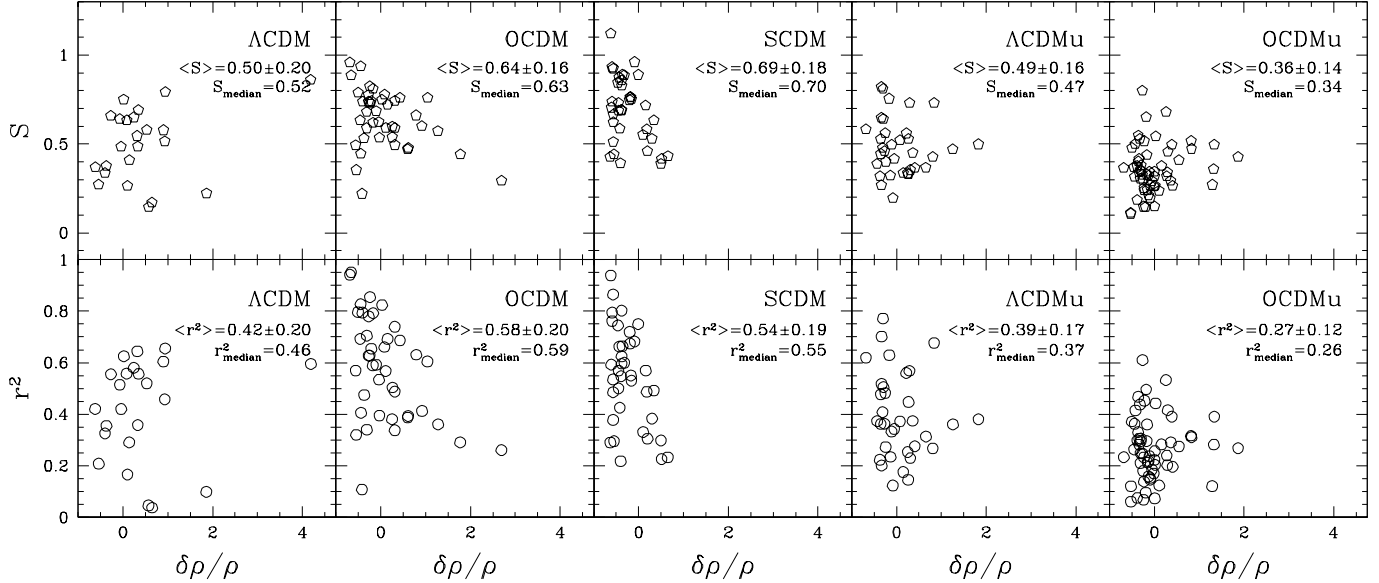 ΛCDM
<S>=0.50±0.20
S_median=0.52
OCDM
<S>=0.64±0.16
S_median=0.63
SCDM
<S>=0.69±0.18
S_median=0.70
ΛCDMu
<S>=0.49±0.16
S_median=0.47
OCDMu
<S>=0.36±0.14
S_median=0.34
S
1
0.5
0
ΛCDM
<r²>=0.42±0.20
r²_median=0.46
OCDM
<r²>=0.58±0.20
r²_median=0.59
SCDM
<r²>=0.54±0.19
r²_median=0.55
ΛCDMu
<r²>=0.39±0.17
r²_median=0.37
OCDMu
<r²>=0.27±0.12
r²_median=0.26
r²
1
0.8
0.6
0.4
0.2
0
0 2 4
0 2 4
0 2 4
0 2 4
0 2 4
δρ/ρ
δρ/ρ
δρ/ρ
δρ/ρ
δρ/ρ